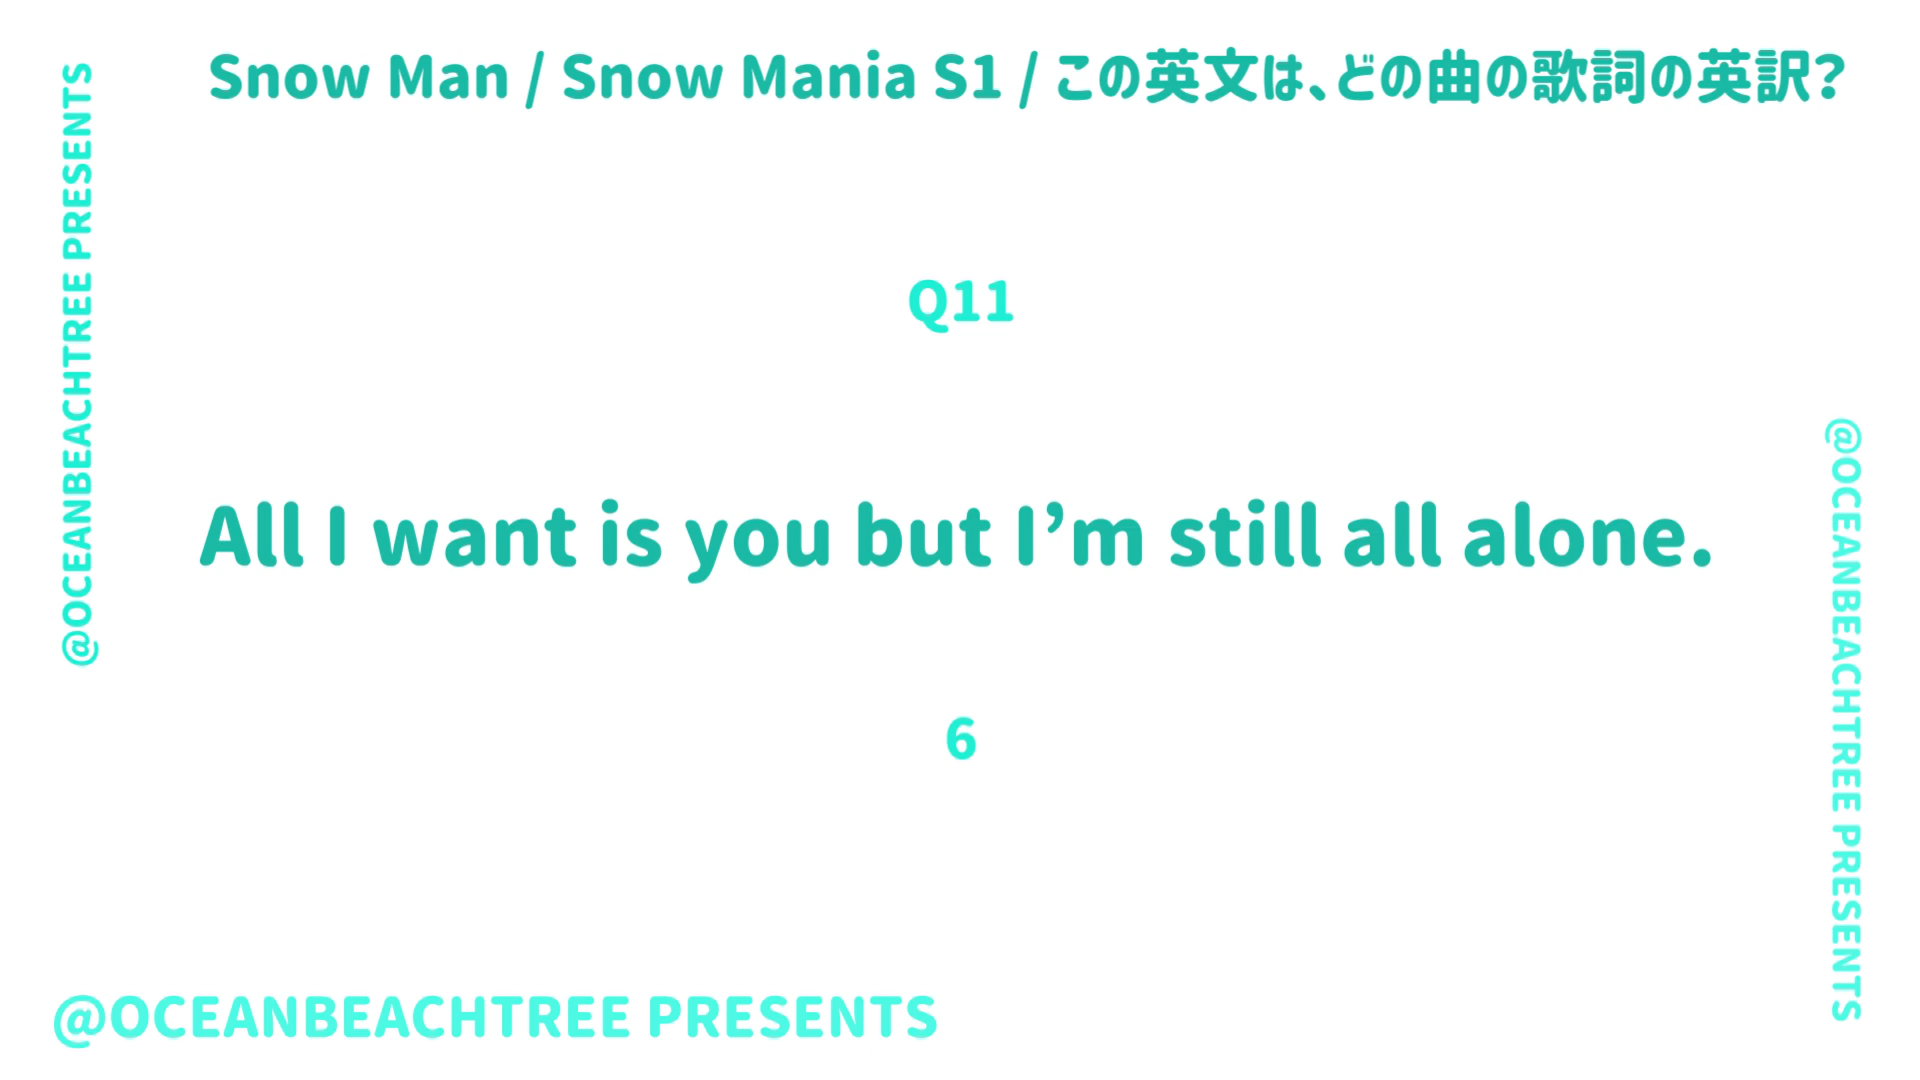 Snow Man / Snow Mania S1 / この英文は、どの曲の歌詞の英訳?
@OCEANBEACHTREE PRESENTS
Q11
All I want is you but I’m still all alone.
6
@OCEANBEACHTREE PRESENTS
@OCEANBEACHTREE PRESENTS